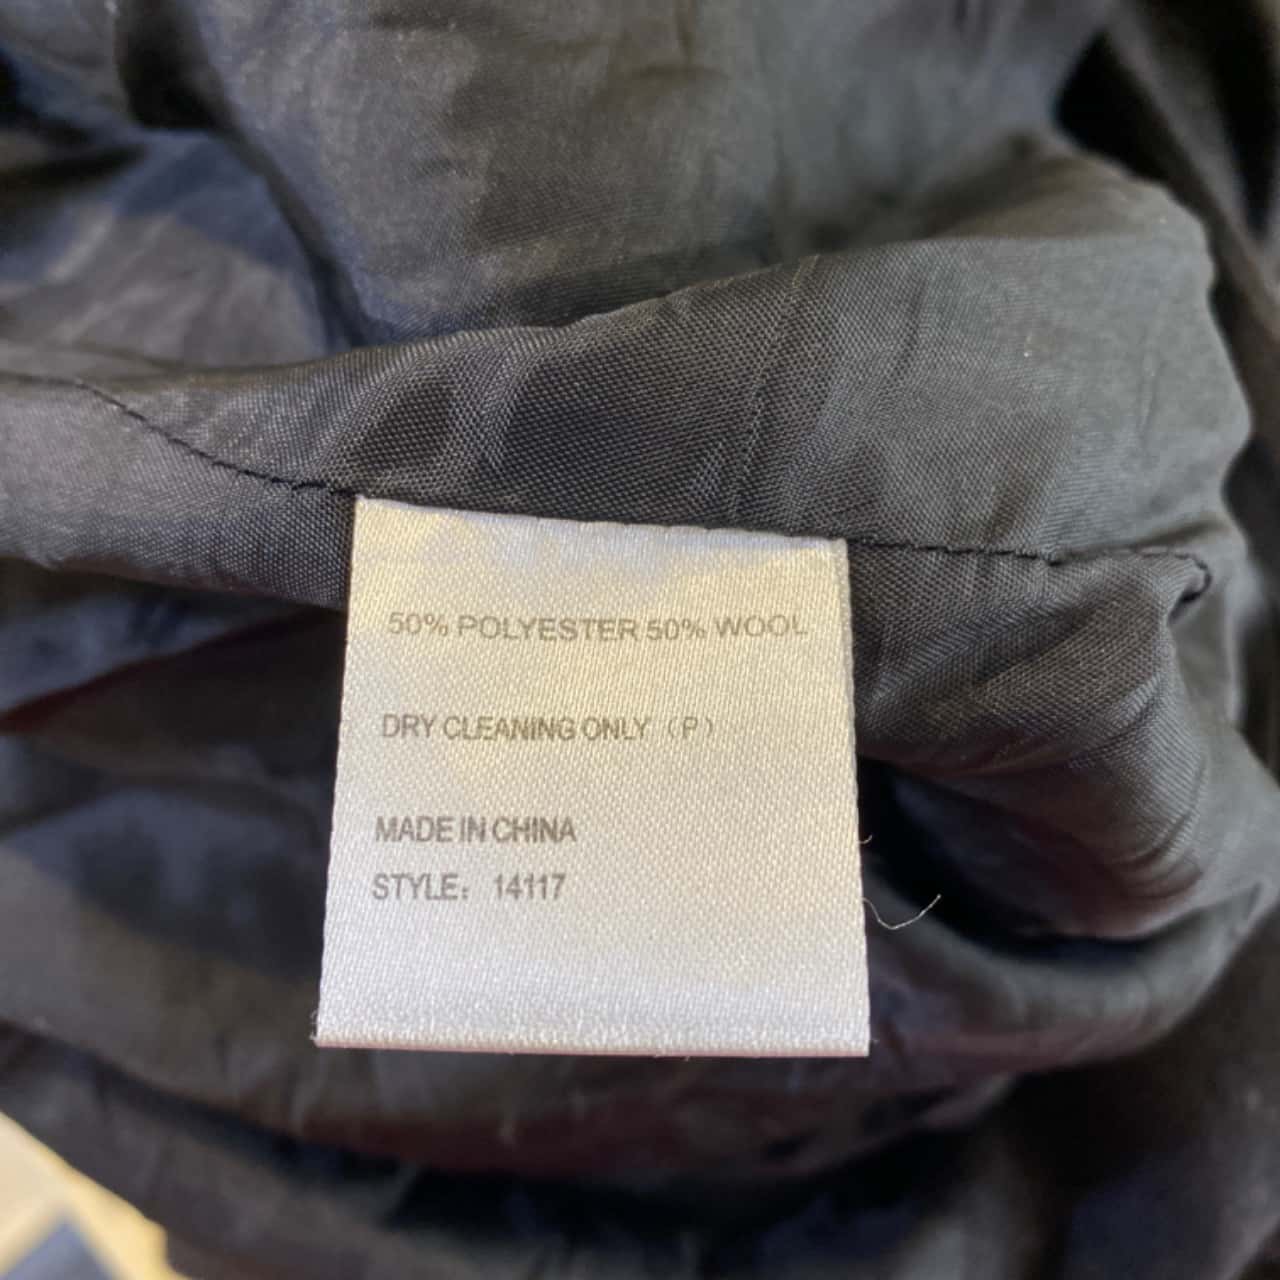 50% POLYESTER 50% WOOL
DRY CLEANING ONLY（P）
MADE IN CHINA
STYLE：14117